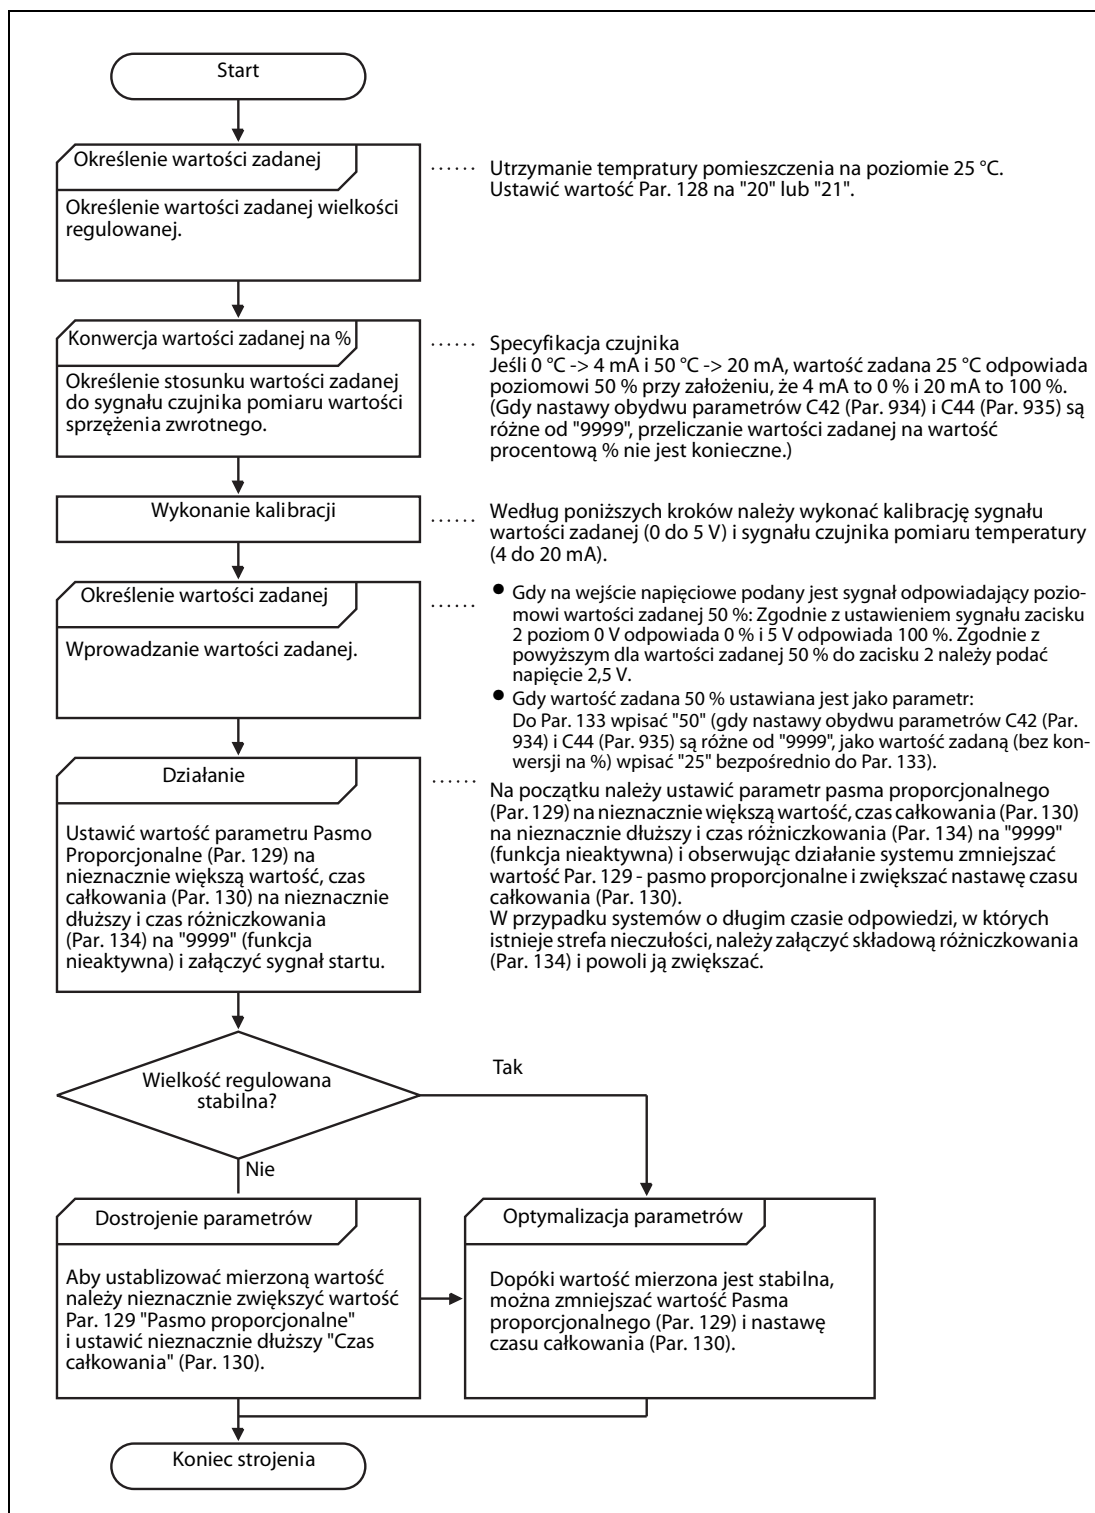 Start
Określenie wartości zadanej
Określenie wartości zadanej wielkości
regulowanej.
...... Utrzymanie tempratury pomieszczenia na poziomie 25 °C.
Ustawić wartość Par. 128 na "20" lub "21".
Konwercja wartości zadanej na %
Określenie stosunku wartości zadanej
do sygnału czujnika pomiaru wartości
sprzężenia zwrotnego.
...... Specyfikacja czujnika
Jeśli 0 °C -> 4 mA i 50 °C -> 20 mA, wartość zadana 25 °C odpowiada
poziomowi 50 % przy założeniu, że 4 mA to 0 % i 20 mA to 100 %.
(Gdy nastawy obydwu parametrów C42 (Par. 934) i C44 (Par. 935) są
różne od "9999", przeliczanie wartości zadanej na wartość
procentową % nie jest konieczne.)
Wykonanie kalibracji
...... Według poniższych kroków należy wykonać kalibrację sygnału
wartości zadanej (0 do 5 V) i sygnału czujnika pomiaru temperatury
(4 do 20 mA).
Określenie wartości zadanej
Wprowadzanie wartości zadanej.
...... ● Gdy na wejście napięciowe podany jest sygnał odpowiadający pozio-
mowi wartości zadanej 50 %: Zgodnie z ustawieniem sygnału zacisku
2 poziom 0 V odpowiada 0 % i 5 V odpowiada 100 %. Zgodnie z
powyższym dla wartości zadanej 50 % do zacisku 2 należy podać
napięcie 2,5 V.
● Gdy wartość zadana 50 % ustawiana jest jako parametr:
Do Par. 133 wpisać "50" (gdy nastawy obydwu parametrów C42 (Par.
934) i C44 (Par. 935) są różne od "9999", jako wartość zadaną (bez kon-
wersji na %) wpisać "25" bezpośrednio do Par. 133).
Działanie
Ustawić wartość parametru Pasmo
Proporcjonalne (Par. 129) na
nieznacznie większą wartość, czas
całkowania (Par. 130) na nieznacznie
dłuższy i czas różniczkowania
(Par. 134) na "9999" (funkcja
nieaktywna) i załączyć sygnał startu.
...... Na początku należy ustawić parametr pasma proporcjonalnego
(Par. 129) na nieznacznie większą wartość, czas całkowania (Par. 130)
na nieznacznie dłuższy i czas różniczkowania (Par. 134) na "9999"
(funkcja nieaktywna) i obserwując działanie systemu zmniejszać
wartość Par. 129 - pasmo proporcjonalne i zwiększać nastawę czasu
całkowania (Par. 130).
W przypadku systemów o długim czasie odpowiedzi, w których
istnieje strefa nieczułości, należy załączyć składową różniczkowania
(Par. 134) i powoli ją zwiększać.
Wielkość regulowana
stabilna?
Tak
Nie
Dostrojenie parametrów
Aby ustablizować mierzoną wartość
należy nieznacznie zwiększyć wartość
Par. 129 "Pasmo proporcjonalne"
i ustawić nieznacznie dłuższy "Czas
całkowania" (Par. 130).
Optymalizacja parametrów
Dopóki wartość mierzona jest stabilna,
można zmniejszać wartość Pasma
proporcjonalnego (Par. 129) i nastawę
czasu całkowania (Par. 130).
Koniec strojenia